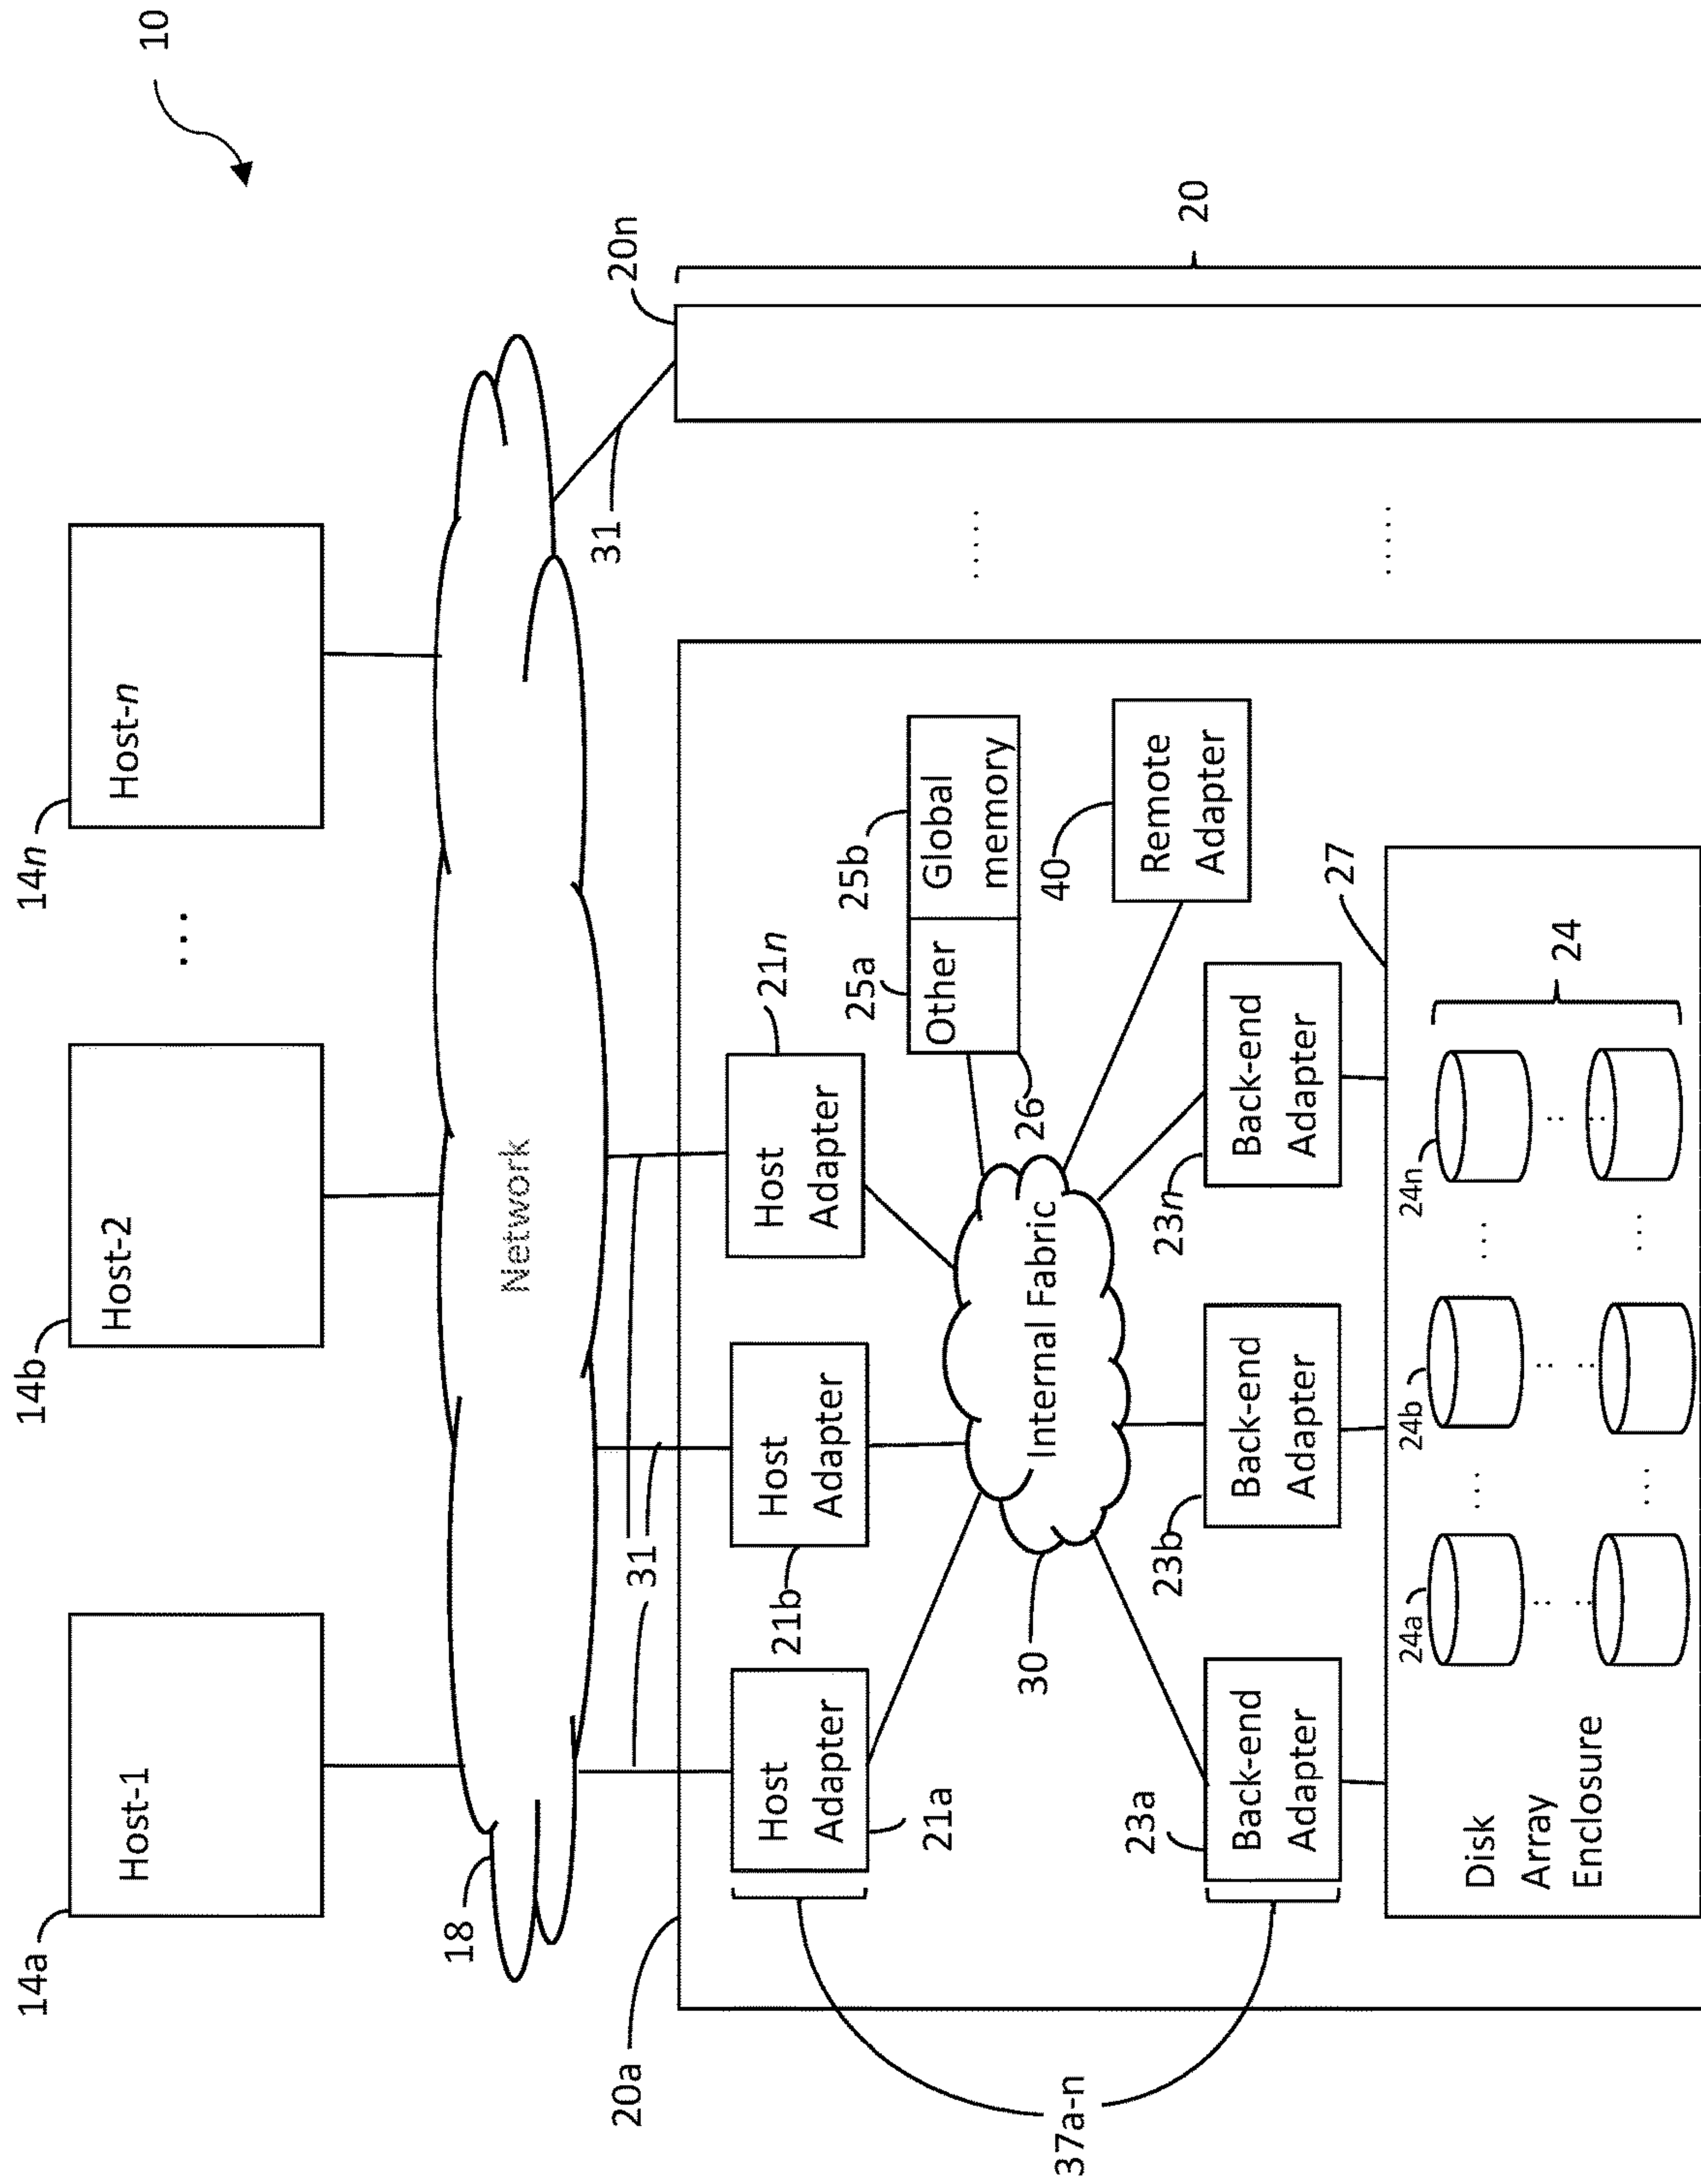 10
14a
14b
14n
...
Host-1
Host-2
Host-n
18
Network
31
31
20a
20n
20
Host
Adapter
Host
Adapter
Host
Adapter
21a
21b
21n
25a
25b
Other
Global
memory
26
......
30
Internal Fabric
40
Remote
Adapter
37a-n
23a
23b
23n
Back-end
Adapter
Back-end
Adapter
Back-end
Adapter
27
......
24a
24b
24n
24
Disk
Array
Enclosure